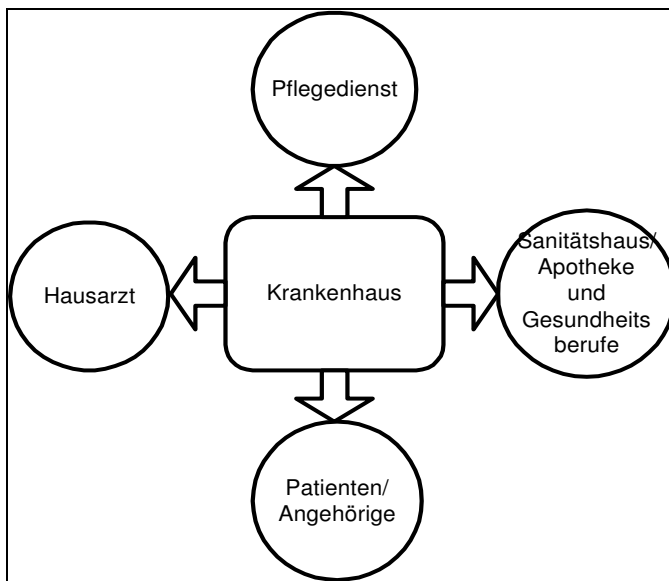 Pflegedienst
Hausarzt
Krankenhaus
Sanitätshaus/
Apotheke
und
Gesundheits
berufe
Patienten/
Angehörige